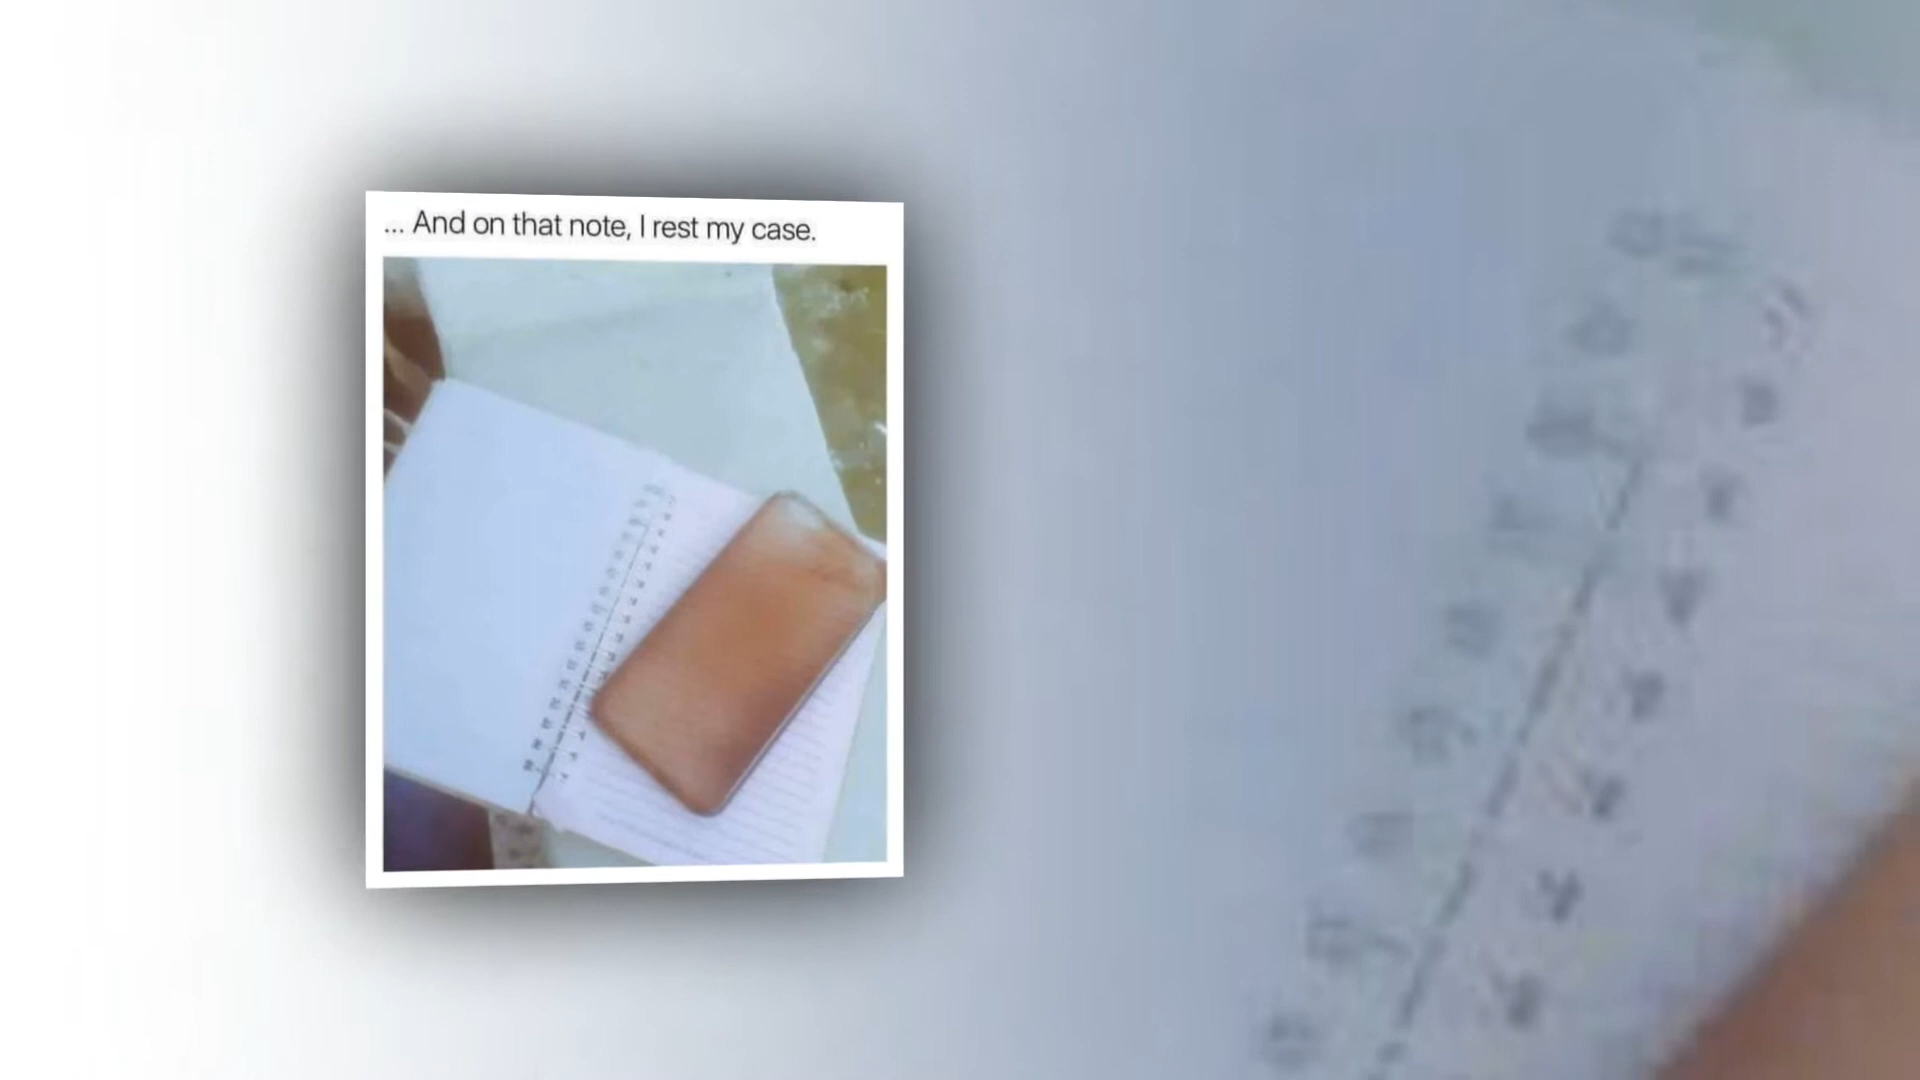 ... And on that note, I rest my case.